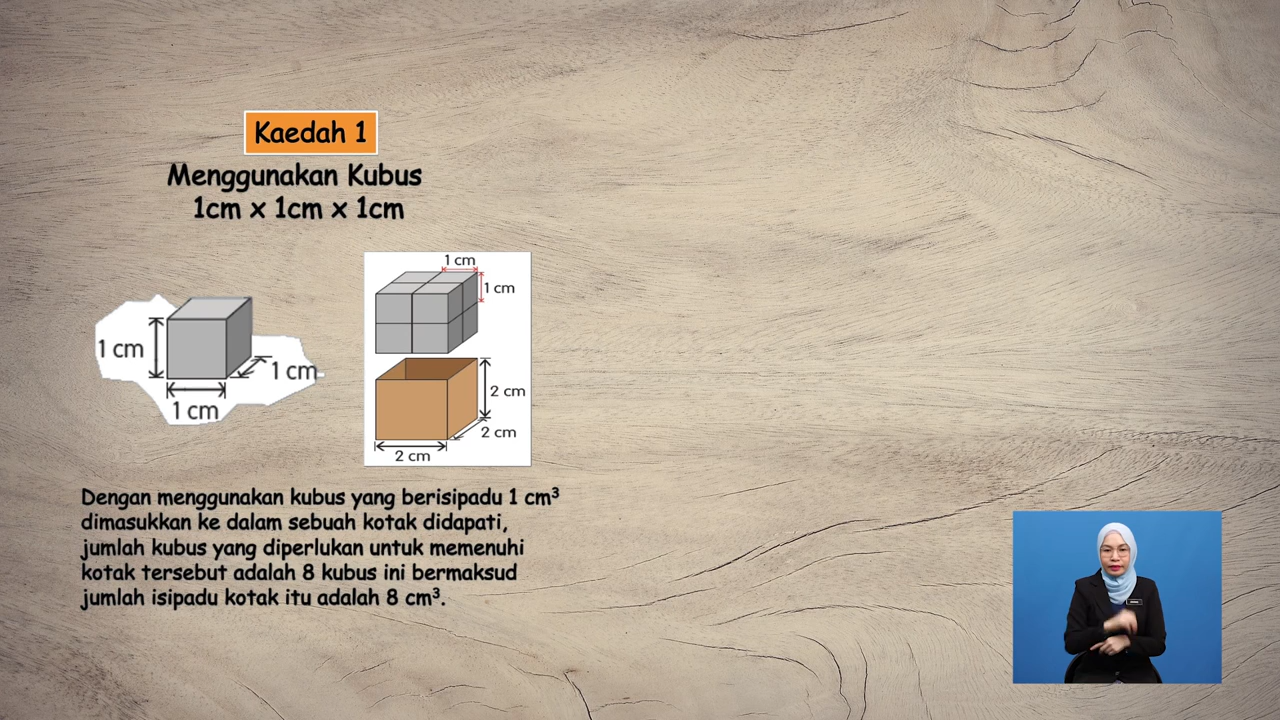 Kaedah 1
Menggunakan Kubus
1cm x 1cm x 1cm
1 cm
1 cm
1 cm
1 cm
1 cm
2 cm
2 cm
2 cm
Dengan menggunakan kubus yang berisipadu 1 cm³
dimasukkan ke dalam sebuah kotak didapati,
jumlah kubus yang diperlukan untuk memenuhi
kotak tersebut adalah 8 kubus ini bermaksud
jumlah isipadu kotak itu adalah 8 cm³.